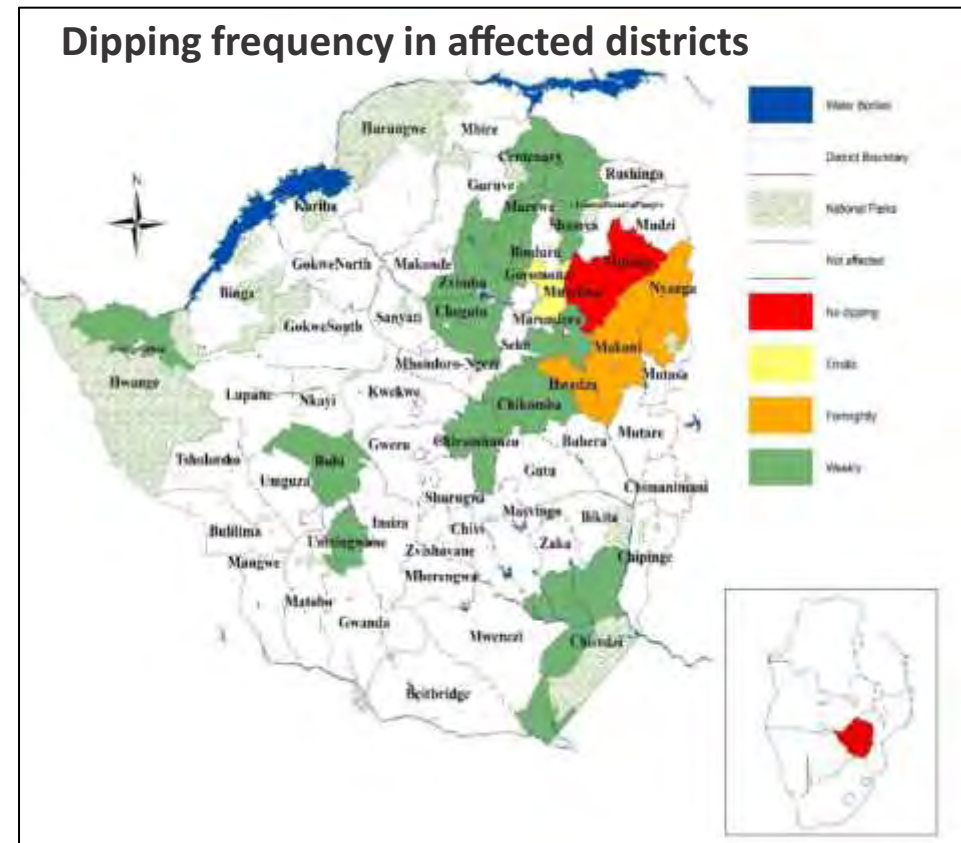 Dipping frequency in affected districts
N
Hurungwe
Mbire
Centenary
Guruve
Rushinga
Mazowe
Kariba
Shamva
Mudzi
Bindura
GokweNorth
Makonde
Goromonzi
Nyanga
Zvimba
Binga
Chegutu
Marondera
GokweSouth
Sanyati
Seke
Makoni
Mhondoro-Ngezi
Mutasa
Hwange
Hwedza
Lupane
Nkayi
Kwekwe
Chikomba
Chirumhanzu
Buhera
Mutare
Tsholotsho
Bubi
Gweru
Gutu
Umguza
Chimanimani
Shurugwi
Masvingo
Bikita
Bulilima
Insiza
Chivi
Umzingwane
Zaka
Chipinge
Mangwe
Zvishavane
Mberengwa
Matobo
Gwanda
Mwenezi
Chiredzi
Beitbridge
Water Bodies
District Boundary
National Parks
Not affected
No dipping
Erratic
Fortnightly
Weekly